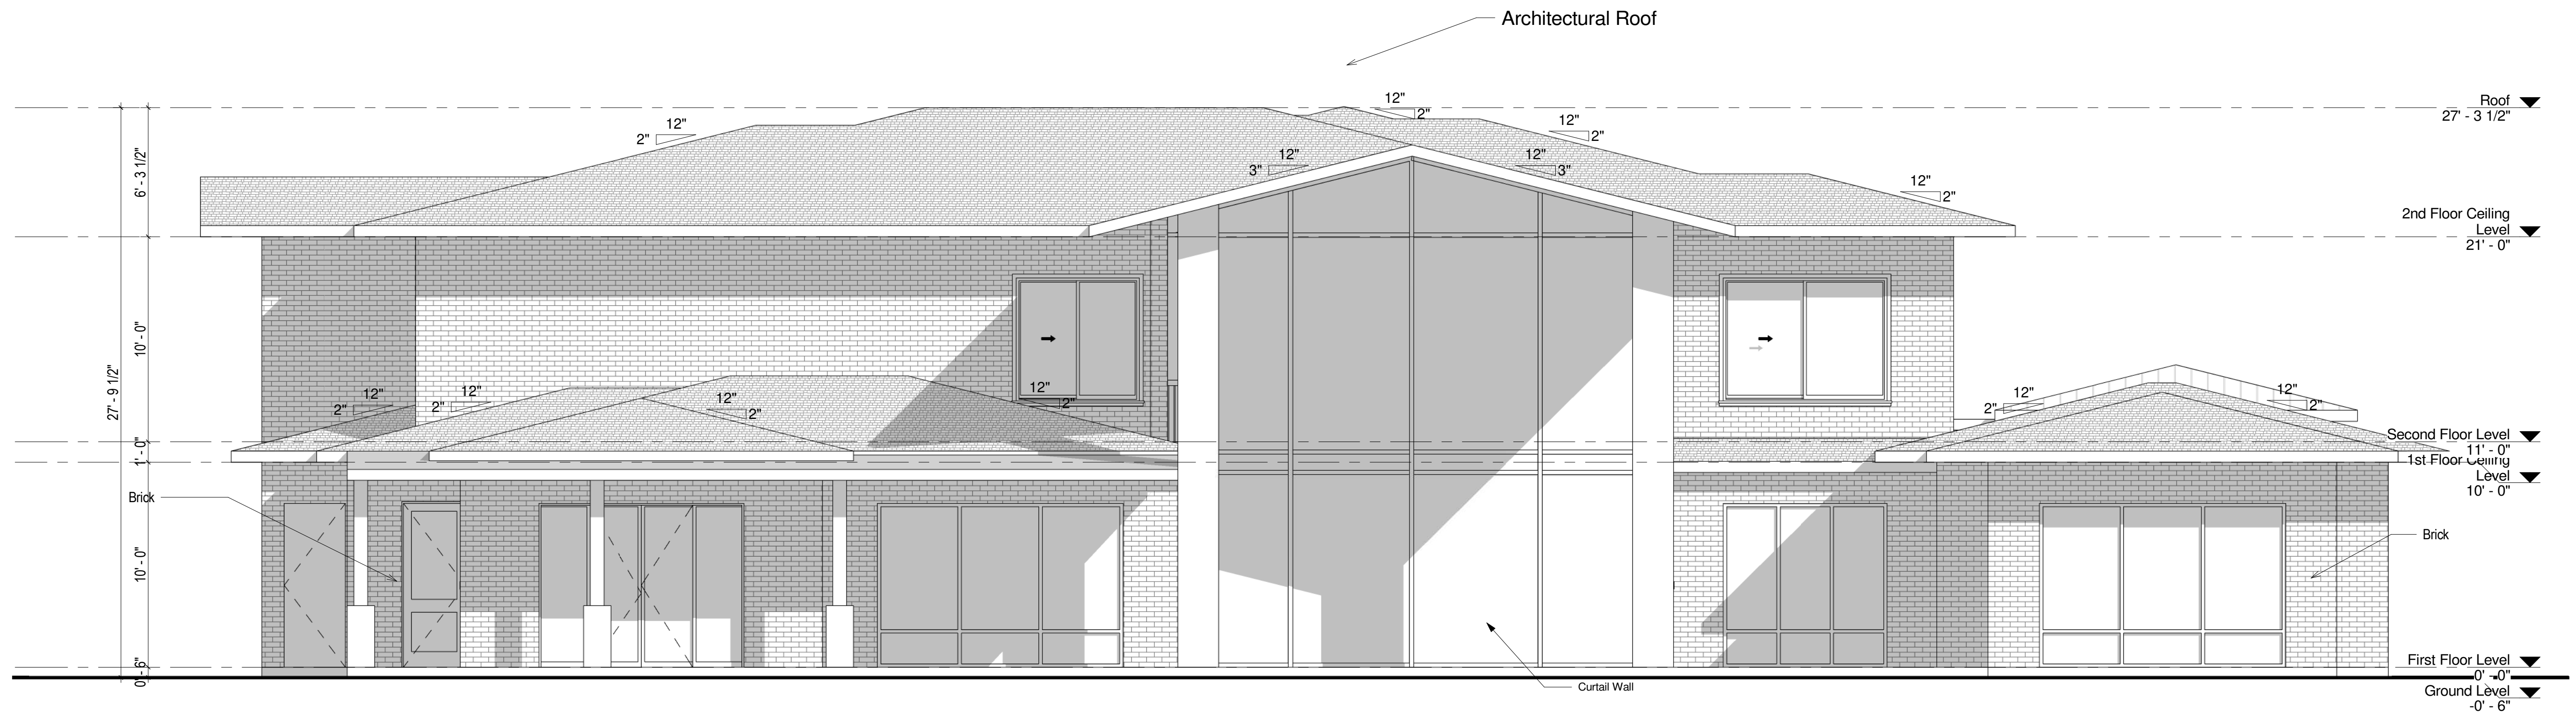 Architectural Roof
12"
2"
12"
2"
12"
2"
12"
3"
12"
3"
12"
2"
Roof
27' - 3 1/2"
2nd Floor Ceiling
Level
21' - 0"
6' - 3 1/2"
10' - 0"
27' - 9 1/2"
1' - 0"
10' - 0"
0' - 6"
12"
2"
12"
2"
12"
2"
12"
2"
12"
2"
12"
2"
Second Floor Level
11' - 0"
1st Floor Ceiling
Level
10' - 0"
Brick
Brick
First Floor Level
0' - 0"
Ground Level
-0' - 6"
Curtail Wall